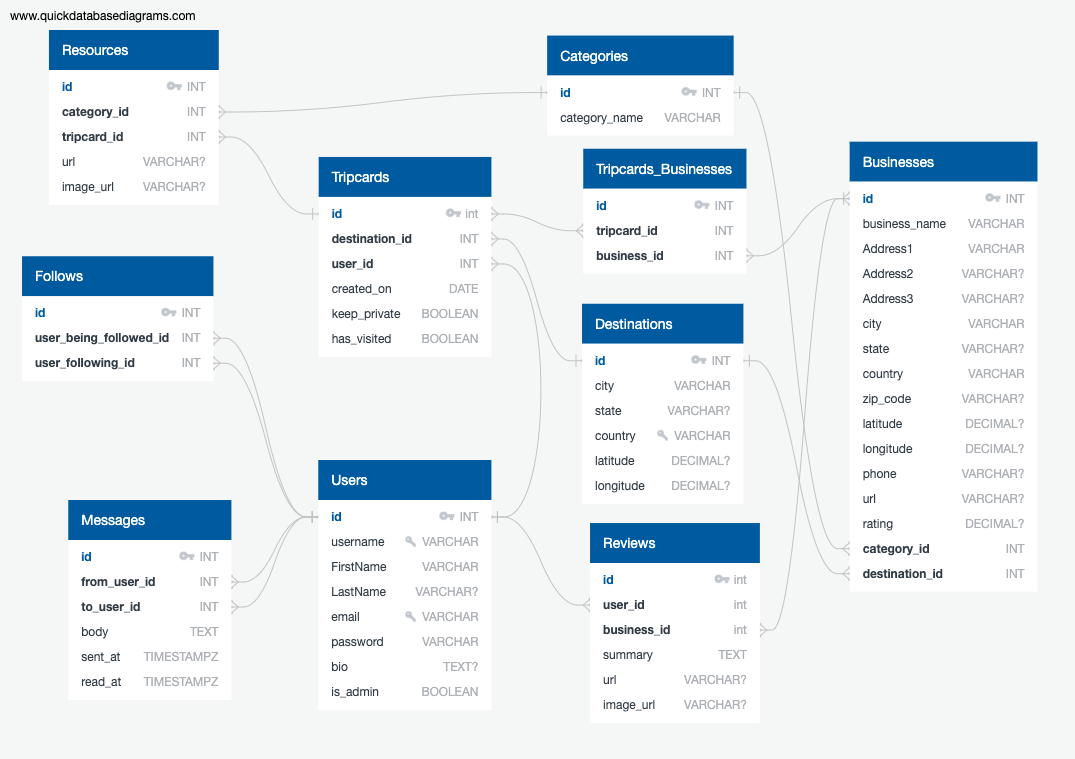 www.quickdatabasediagrams.com
Resources
id INT
category_id INT
tripcard_id INT
url VARCHAR?
image_url VARCHAR?
Categories
id INT
category_name VARCHAR
Tripcards
id int
destination_id INT
user_id INT
created_on DATE
keep_private BOOLEAN
has_visited BOOLEAN
Tripcards_Businesses
id INT
tripcard_id INT
business_id INT
Businesses
id INT
business_name VARCHAR
Address1 VARCHAR
Address2 VARCHAR?
Address3 VARCHAR?
city VARCHAR
state VARCHAR?
country VARCHAR
zip_code VARCHAR?
latitude DECIMAL?
longitude DECIMAL?
phone VARCHAR?
url VARCHAR?
rating DECIMAL?
category_id INT
destination_id INT
Follows
id INT
user_being_followed_id INT
user_following_id INT
Destinations
id INT
city VARCHAR
state VARCHAR?
country VARCHAR
latitude DECIMAL?
longitude DECIMAL?
Messages
id INT
from_user_id INT
to_user_id INT
body TEXT
sent_at TIMESTAMPZ
read_at TIMESTAMPZ
Users
id INT
username VARCHAR
FirstName VARCHAR
LastName VARCHAR?
email VARCHAR
password VARCHAR
bio TEXT?
is_admin BOOLEAN
Reviews
id int
user_id int
business_id int
summary TEXT
url VARCHAR?
image_url VARCHAR?